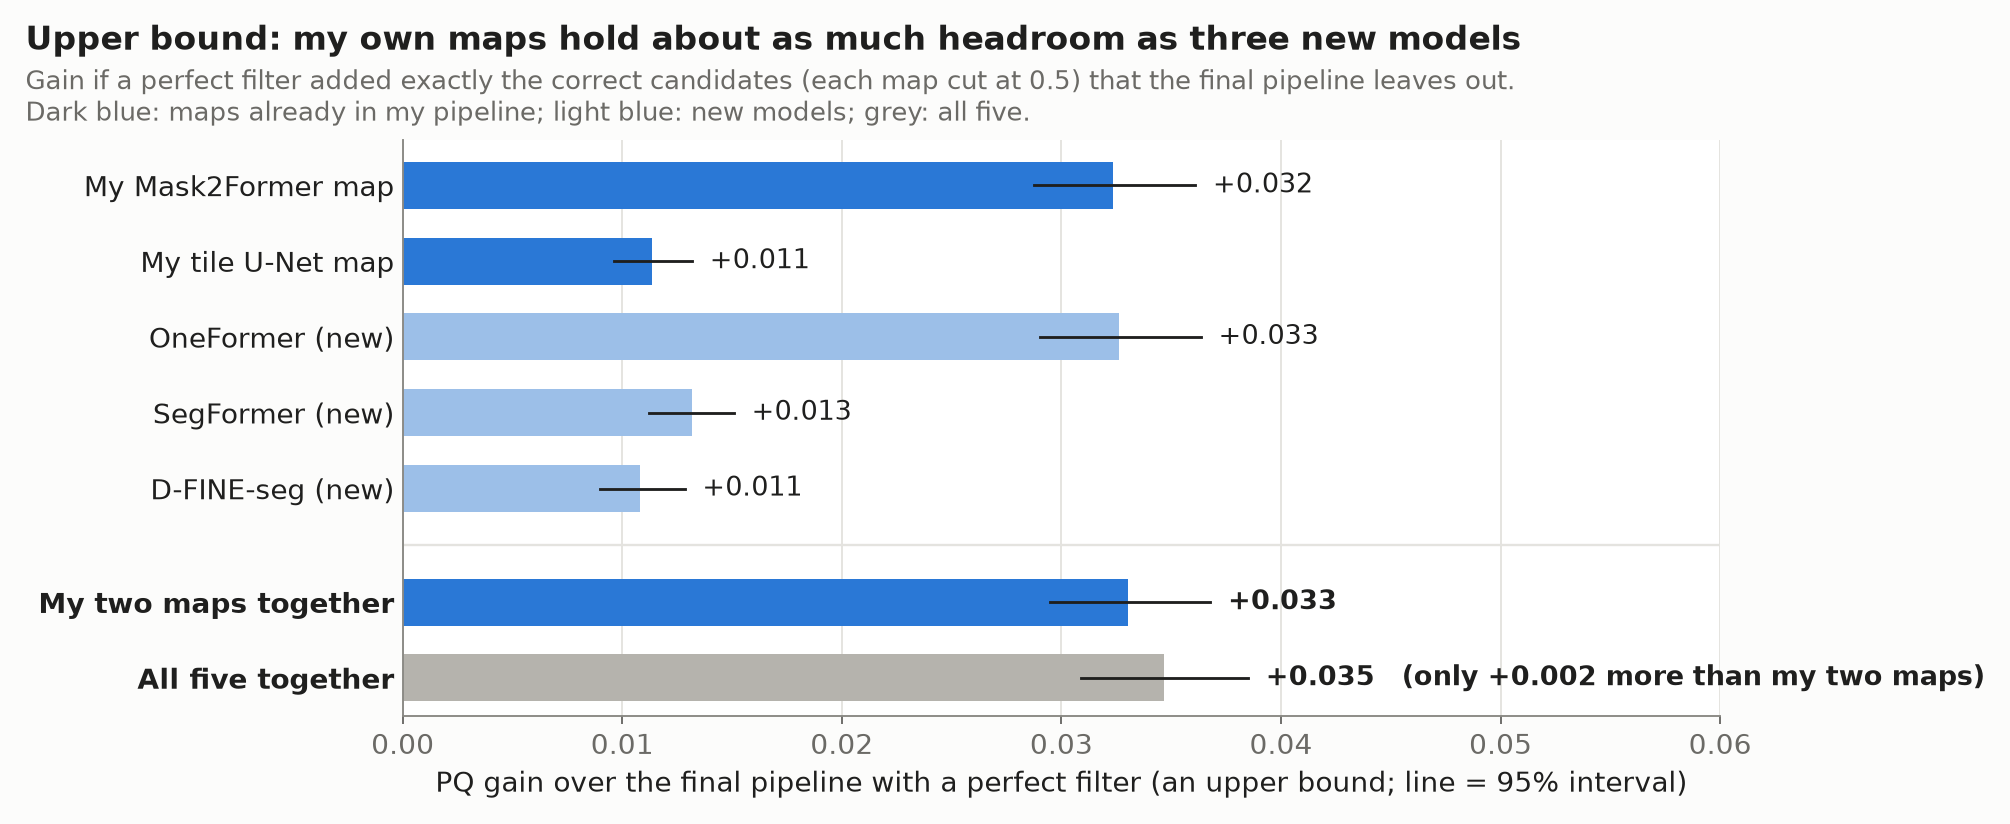 Upper bound: my own maps hold about as much headroom as three new models
Gain if a perfect filter added exactly the correct candidates (each map cut at 0.5) that the final pipeline leaves out.
Dark blue: maps already in my pipeline; light blue: new models; grey: all five.
My Mask2Former map +0.032
My tile U-Net map +0.011
OneFormer (new) +0.033
SegFormer (new) +0.013
D-FINE-seg (new) +0.011
My two maps together +0.033
All five together +0.035 (only +0.002 more than my two maps)
0.00 0.01 0.02 0.03 0.04 0.05 0.06
PQ gain over the final pipeline with a perfect filter (an upper bound; line = 95% interval)